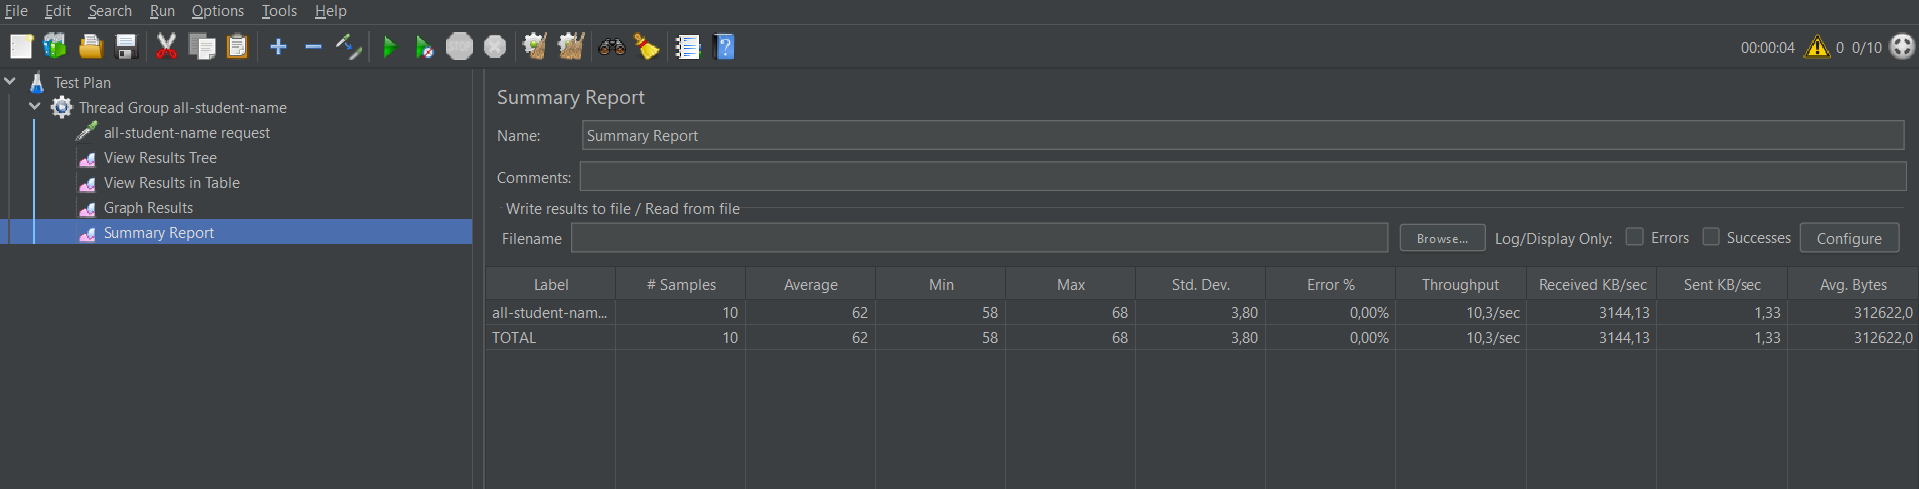 File Edit Search Run Options Tools Help
STOP 00:00:04 0 0/10
Test Plan
Thread Group all-student-name
all-student-name request
View Results Tree
View Results in Table
Graph Results
Summary Report
Summary Report
Name: Summary Report
Comments:
Write results to file / Read from file
Filename Browse... Log/Display Only: Errors Successes Configure
Label # Samples Average Min Max Std. Dev. Error % Throughput Received KB/sec Sent KB/sec Avg. Bytes
all-student-nam... 10 62 58 68 3,80 0,00% 10,3/sec 3144,13 1,33 312622,0
TOTAL 10 62 58 68 3,80 0,00% 10,3/sec 3144,13 1,33 312622,0